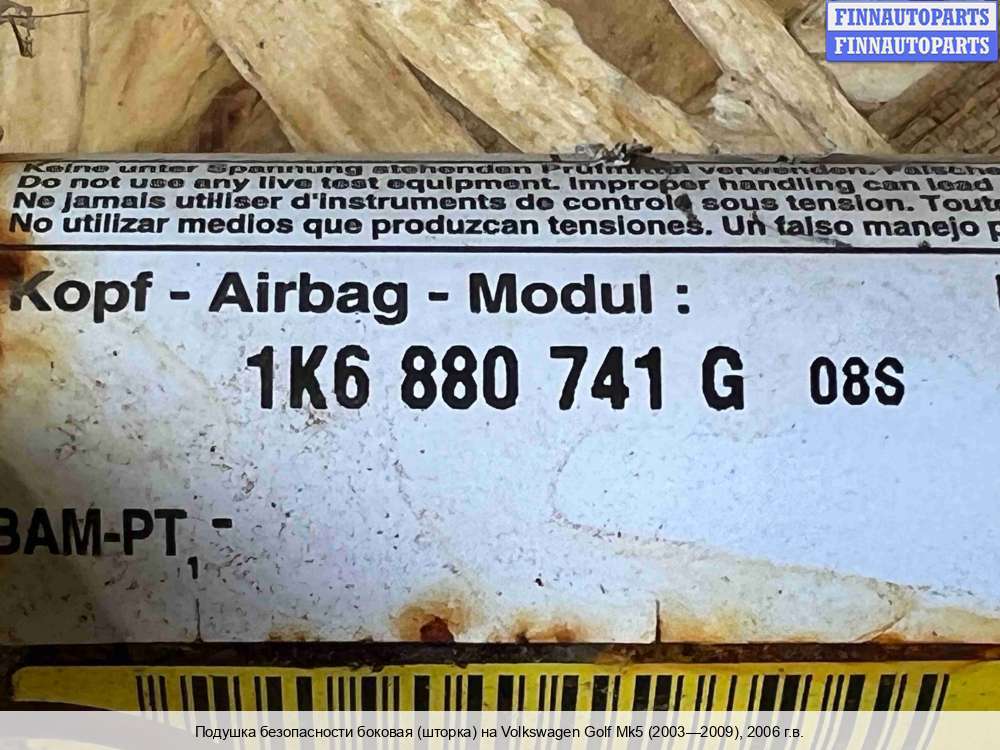 FINNAUTOPARTS
FINNAUTOPARTS
Keine unter Spannung stehenden Prüfmittel verwenden. Falsche
Do not use any live test equipment. Improper handling can lead
Ne jamais utiliser d'instruments de controle sous tension. Toute
No utilizar medios que produzcan tensiones. Un falso manejo p
Kopf - Airbag - Modul :
1K6 880 741 G 08S
BAM-PT, -
Подушка безопасности боковая (шторка) на Volkswagen Golf Mk5 (2003—2009), 2006 г.в.